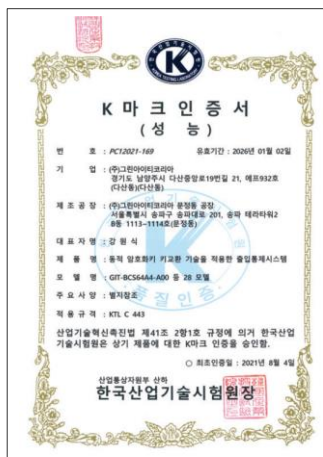 K
K 마 크 인 증 서
( 성 능 )
번 호 : PC12021-169 유효기간 : 2026년 01월 02일
기 업 : (주)그린아이티코리아
경기도 남양주시 다산중앙로19번길 21, 에프932호
(다산동)(다산동)
제 조 공 장 : (주)그린아이티코리아 문정동 공장
서울특별시 송파구 송파대로 201, 송파 테라타워2
B동 1113-1114호(문정동)
대 표 자 명 : 강 원 식
제 품 명 : 동적 암호화키 키교환 기술을 적용한 출입통제시스템
모 델 명 : GIT-BCS64A4-A00 등 28 모델
주 요 사 양 : 별지참조
적 용 규 격 : KTL C 443
품질인증
산업기술혁신촉진법 제41조 2항1호 규정에 의거 한국산업
기술시험원은 상기 제품에 대한 K마크 인증을 승인함.
○ 최초인증일 : 2021년 8월 4일
산업통상자원부 산하
한국산업기술시험원장